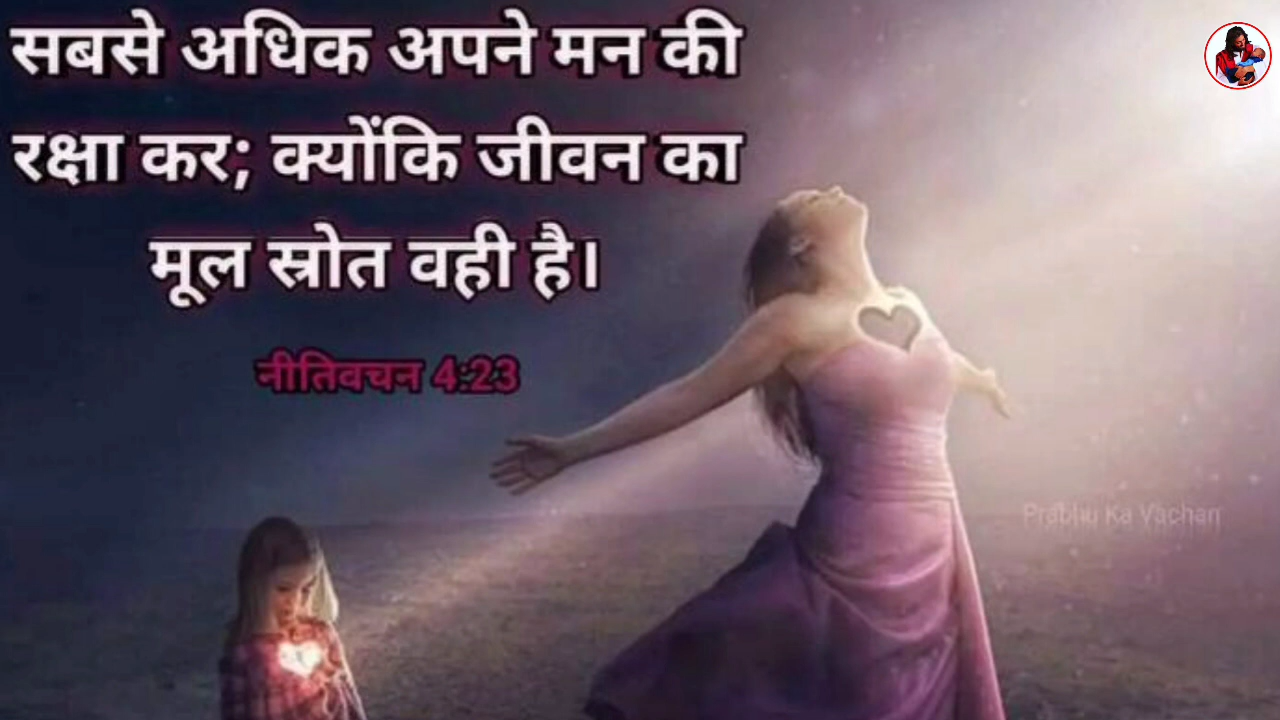 सबसे अधिक अपने मन की
रक्षा कर; क्योंकि जीवन का
मूल स्रोत वही है।
नीतिवचन 4:23
Prabhu Ka Vachan